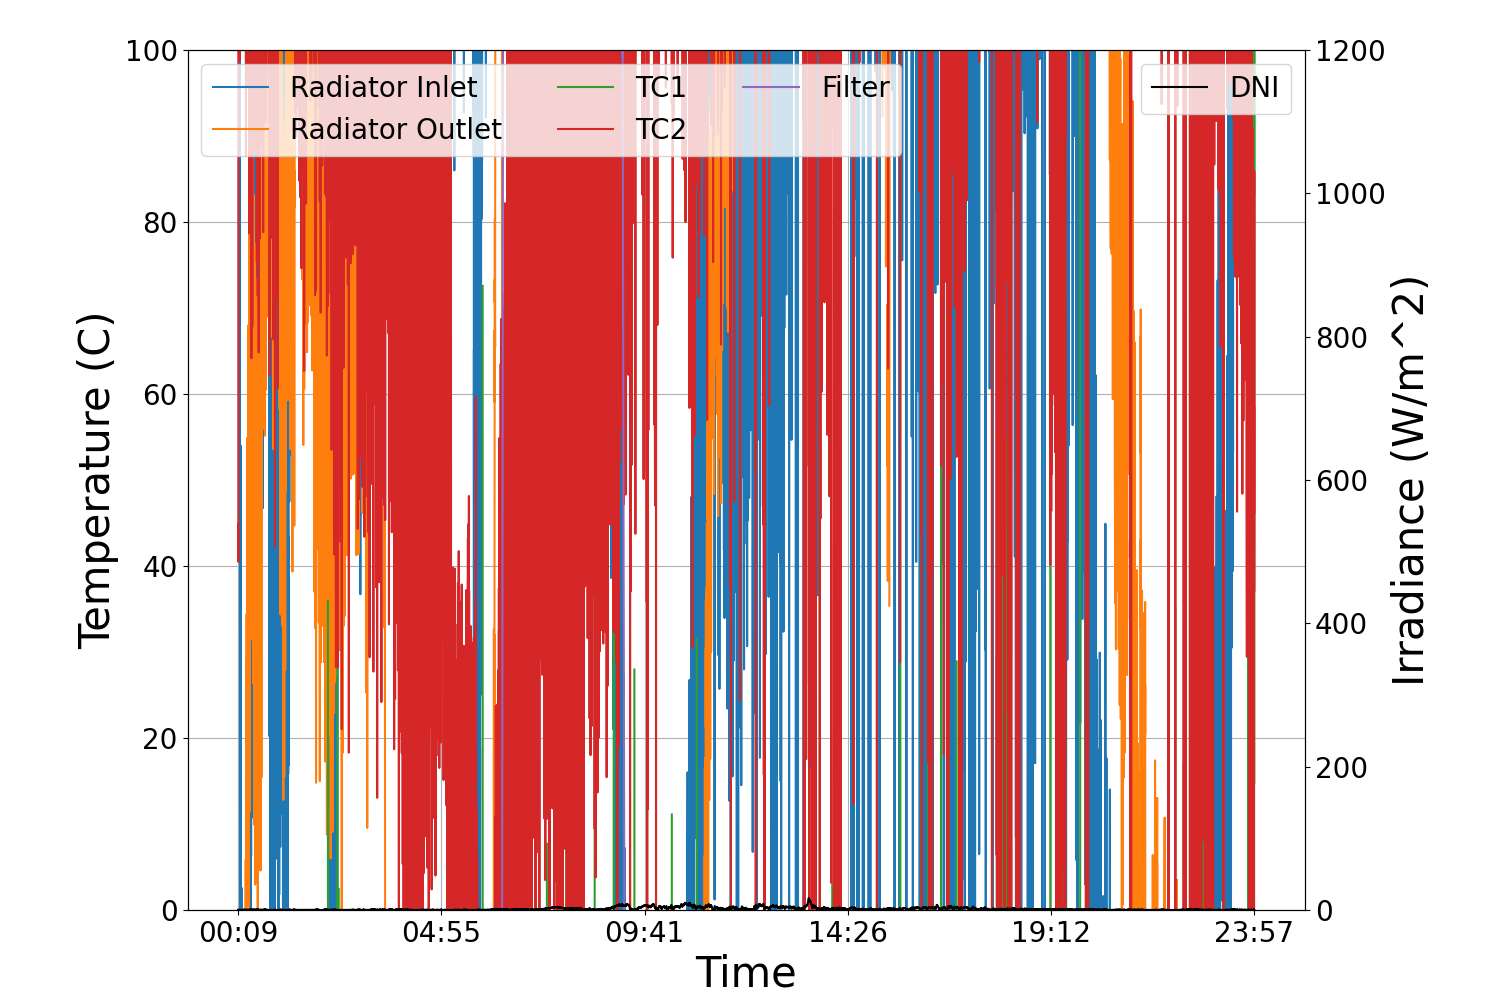 100
80
60
40
20
0
Temperature (C)
Radiator Inlet
Radiator Outlet
TC1
TC2
Filter
DNI
1200
1000
800
600
400
200
0
Irradiance (W/m^2)
00:09 04:55 09:41 14:26 19:12 23:57
Time